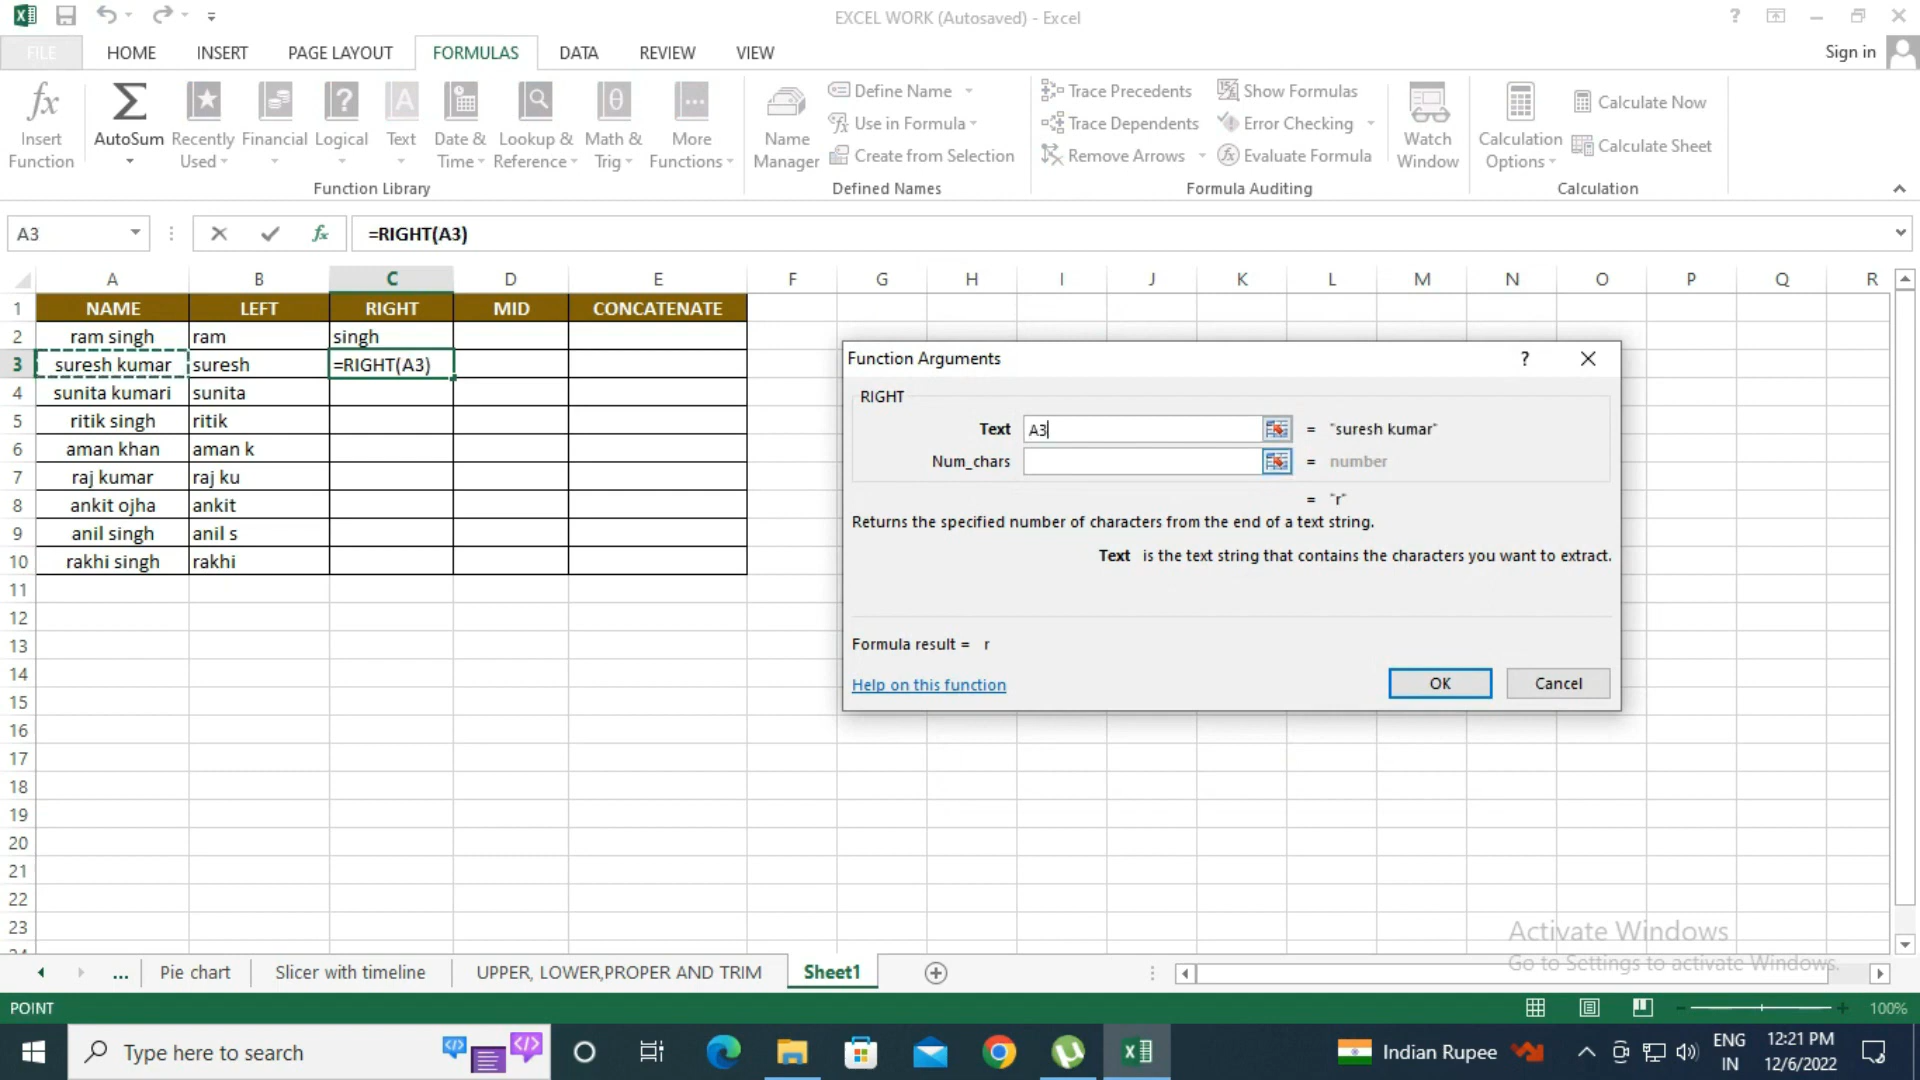 EXCEL WORK (Autosaved) - Excel
?
FILE HOME INSERT PAGE LAYOUT FORMULAS DATA REVIEW VIEW Sign in
fx Insert Function
Σ AutoSum
Recently Used
Financial
? Logical
A Text
Date & Time
Lookup & Reference
θ Math & Trig
... More Functions
Function Library
Name Manager
Define Name
Use in Formula
Create from Selection
Defined Names
Trace Precedents
Trace Dependents
Remove Arrows
Show Formulas
Error Checking
Evaluate Formula
Formula Auditing
Watch Window
Calculation Options
Calculate Now
Calculate Sheet
Calculation
A3 fx =RIGHT(A3)
A B C D E F G H I J K L M N O P Q R
1 NAME LEFT RIGHT MID CONCATENATE
2 ram singh ram singh
3 suresh kumar suresh =RIGHT(A3)
4 sunita kumari sunita
5 ritik singh ritik
6 aman khan aman k
7 raj kumar raj ku
8 ankit ojha ankit
9 anil singh anil s
10 rakhi singh rakhi
11
12
13
14
15
16
17
18
19
20
21
22
23
Function Arguments ?
RIGHT
Text A3 = "suresh kumar"
Num_chars = number
= "r"
Returns the specified number of characters from the end of a text string.
Text is the text string that contains the characters you want to extract.
Formula result = r
Help on this function
OK Cancel
Activate Windows
Go to Settings to activate Windows.
... Pie chart Slicer with timeline UPPER, LOWER,PROPER AND TRIM Sheet1
POINT 100%
Type here to search
Indian Rupee
ENG
IN
12:21 PM
12/6/2022